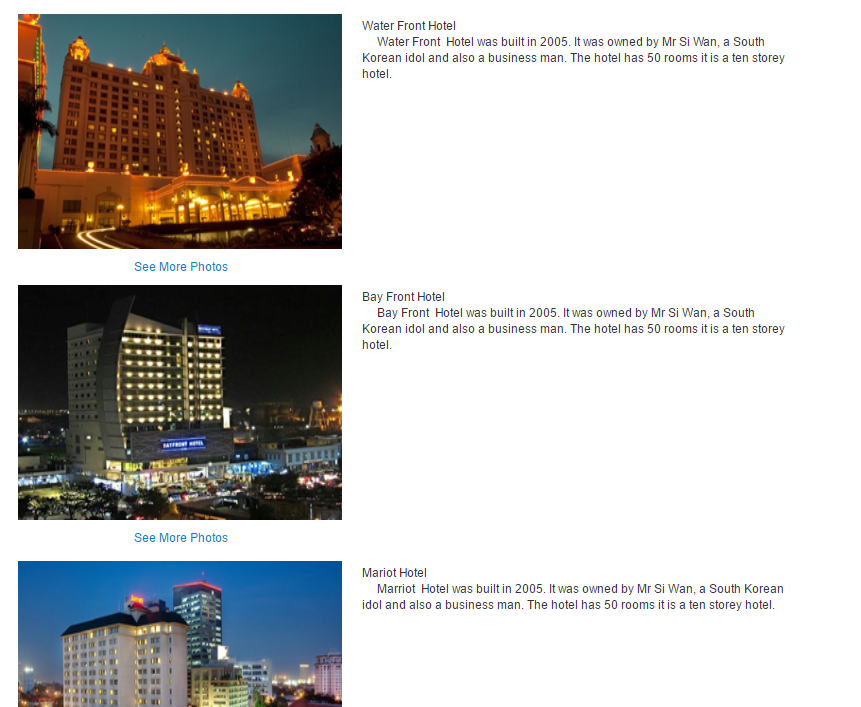 Water Front Hotel
Water Front  Hotel was built in 2005. It was owned by Mr Si Wan, a South
Korean idol and also a business man. The hotel has 50 rooms it is a ten storey
hotel.
See More Photos
Bay Front Hotel
Bay Front  Hotel was built in 2005. It was owned by Mr Si Wan, a South
Korean idol and also a business man. The hotel has 50 rooms it is a ten storey
hotel.
BAYFRONT HOTEL
See More Photos
Mariot Hotel
Marriot  Hotel was built in 2005. It was owned by Mr Si Wan, a South Korean
idol and also a business man. The hotel has 50 rooms it is a ten storey hotel.